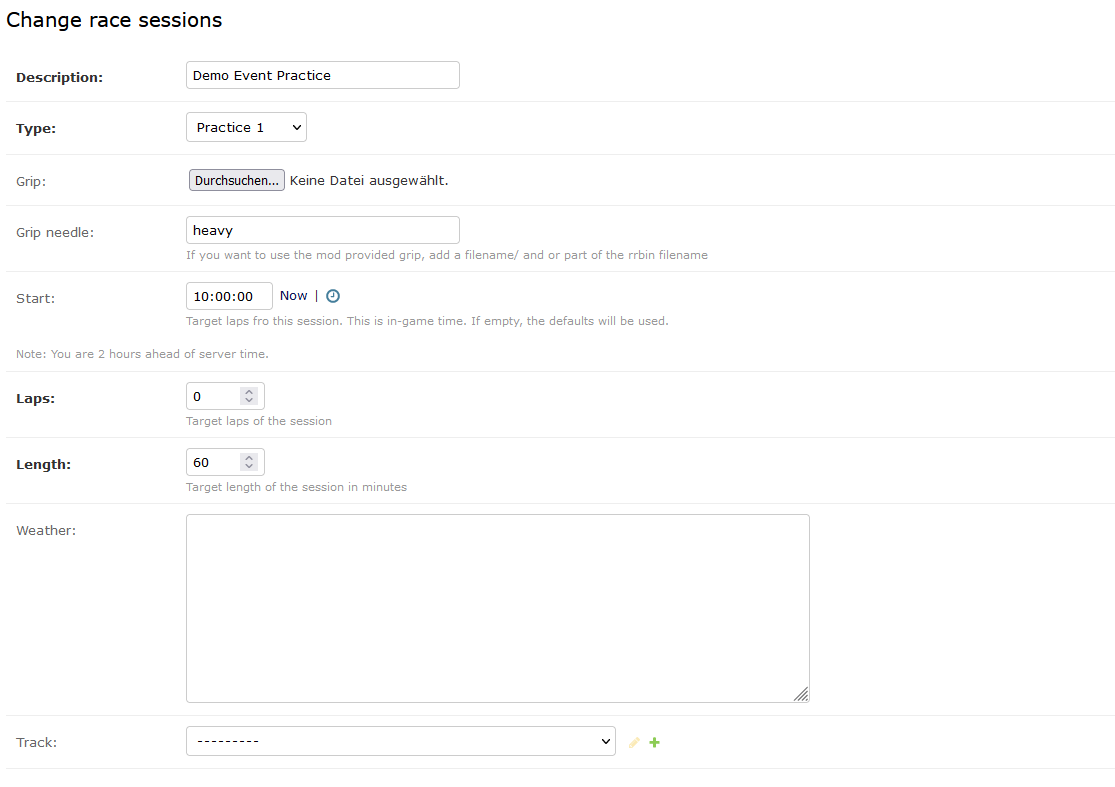 Change race sessions
Description: Demo Event Practice
Type: Practice 1
Grip: Durchsuchen... Keine Datei ausgewählt.
Grip needle: heavy
If you want to use the mod provided grip, add a filename/ and or part of the rrbin filename
Start: 10:00:00 Now |
Target laps fro this session. This is in-game time. If empty, the defaults will be used.
Note: You are 2 hours ahead of server time.
Laps: 0
Target laps of the session
Length: 60
Target length of the session in minutes
Weather:
Track: ---------